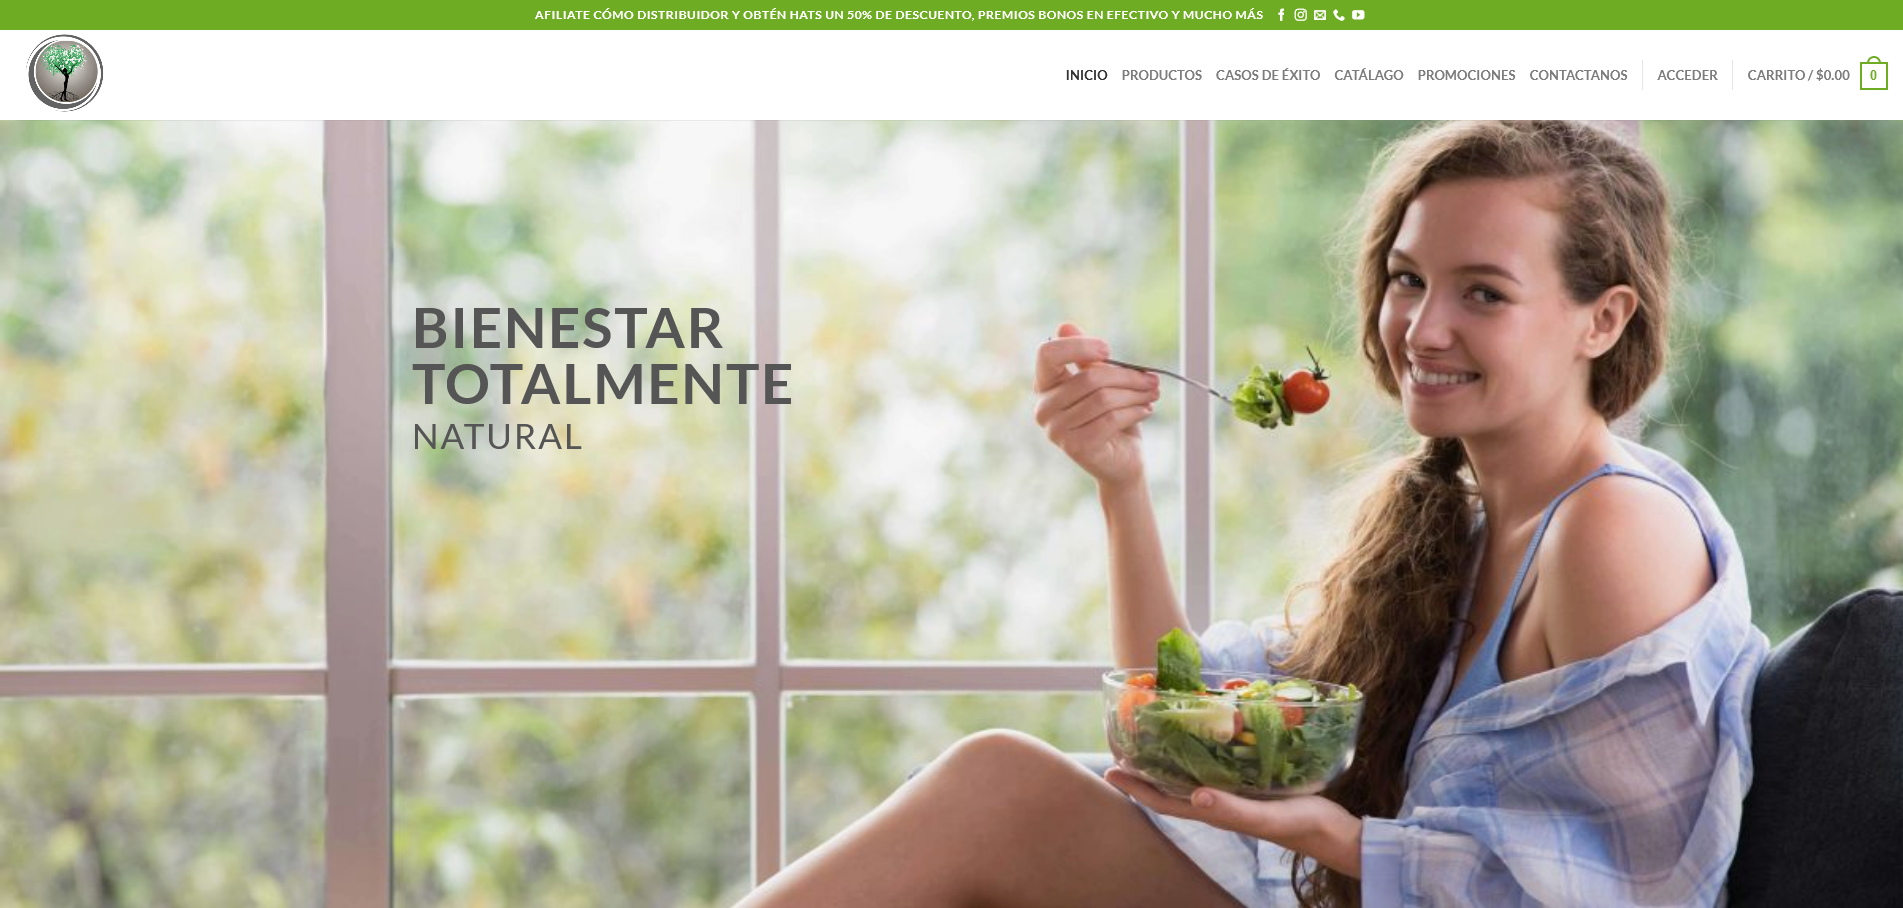 AFILIATE CÓMO DISTRIBUIDOR Y OBTÉN HATS UN 50% DE DESCUENTO, PREMIOS BONOS EN EFECTIVO Y MUCHO MÁS
INICIO PRODUCTOS CASOS DE ÉXITO CATÁLAGO PROMOCIONES CONTACTANOS ACCEDER CARRITO / $0.00 0
BIENESTAR
TOTALMENTE
NATURAL